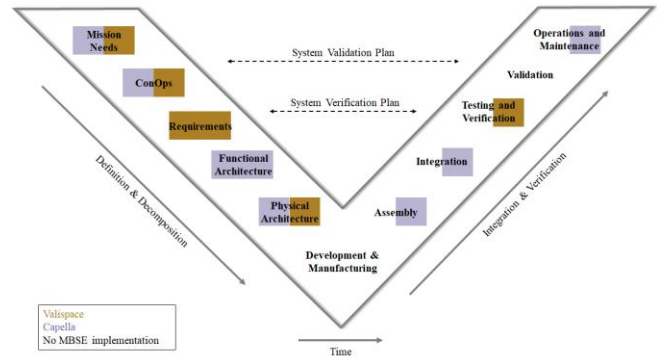 Mission
Needs
ConOps
Requirements
Functional
Architecture
Physical
Architecture
Development &
Manufacturing
Assembly
Integration
Testing and
Verification
Validation
Operations and
Maintenance
System Validation Plan
System Verification Plan
Definition & Decomposition
Integration & Verification
Time
Valispace
Capella
No MBSE implementation